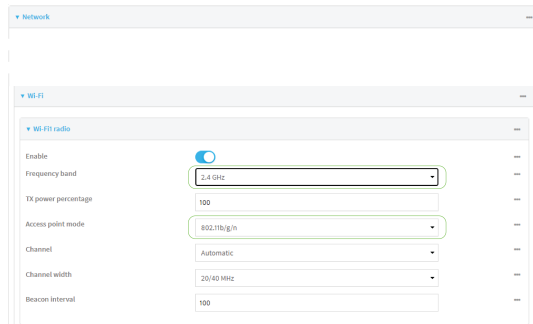 Network
Wi-Fi
Wi-Fi1 radio
Enable
Frequency band
2.4 GHz
TX power percentage
100
Access point mode
802.11b/g/n
Channel
Automatic
Channel width
20/40 MHz
Beacon interval
100